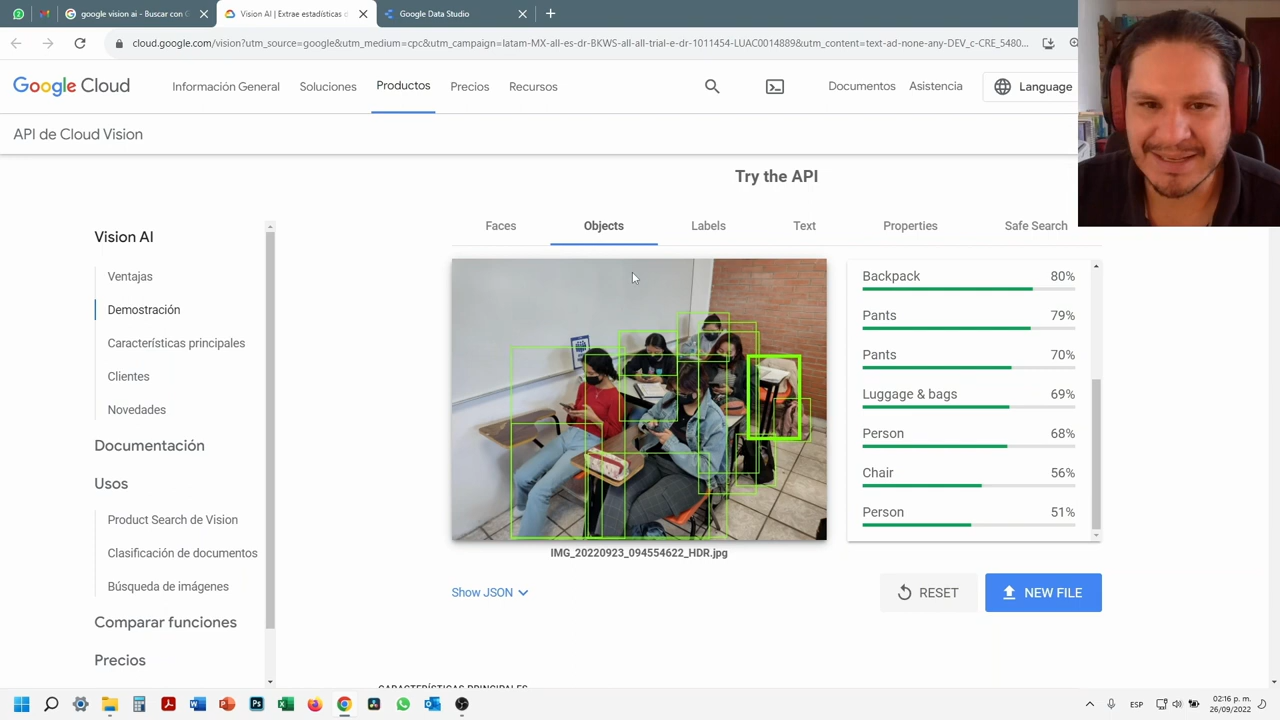 google vision ai - Buscar con G
Vision AI | Extrae estadísticas d
Google Data Studio
cloud.google.com/vision?utm_source=google&utm_medium=cpc&utm_campaign=latam-MX-all-es-dr-BKWS-all-all-trial-e-dr-1011454-LUAC0014889&utm_content=text-ad-none-any-DEV_c-CRE_5480...
Google Cloud
Información General
Soluciones
Productos
Precios
Recursos
Documentos
Asistencia
Language
API de Cloud Vision
Try the API
Faces
Objects
Labels
Text
Properties
Safe Search
Vision AI
Ventajas
Demostración
Características principales
Clientes
Novedades
Documentación
Usos
Product Search de Vision
Clasificación de documentos
Búsqueda de imágenes
Comparar funciones
Precios
Backpack 80%
Pants 79%
Pants 70%
Luggage & bags 69%
Person 68%
Chair 56%
Person 51%
IMG_20220923_094554622_HDR.jpg
Show JSON
RESET
NEW FILE
CARACTERÍSTICAS PRINCIPALES
ESP
02:16 p. m.
26/09/2022